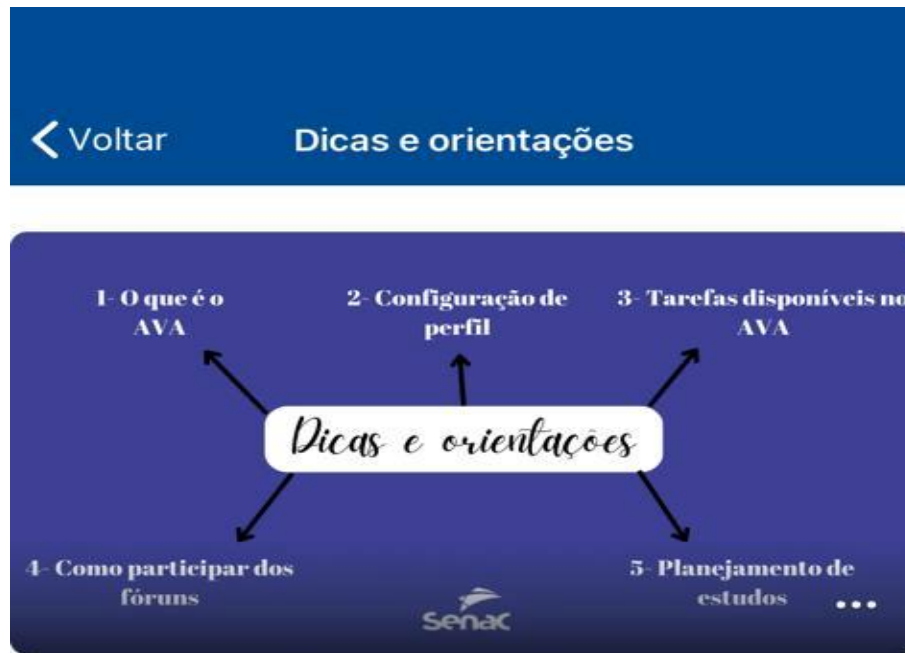 Voltar
Dicas e orientações
1- O que é o
AVA
2- Configuração de
perfil
3- Tarefas disponíveis no
AVA
Dicas e orientações
4- Como participar dos
fóruns
5- Planejamento de
estudos
senac